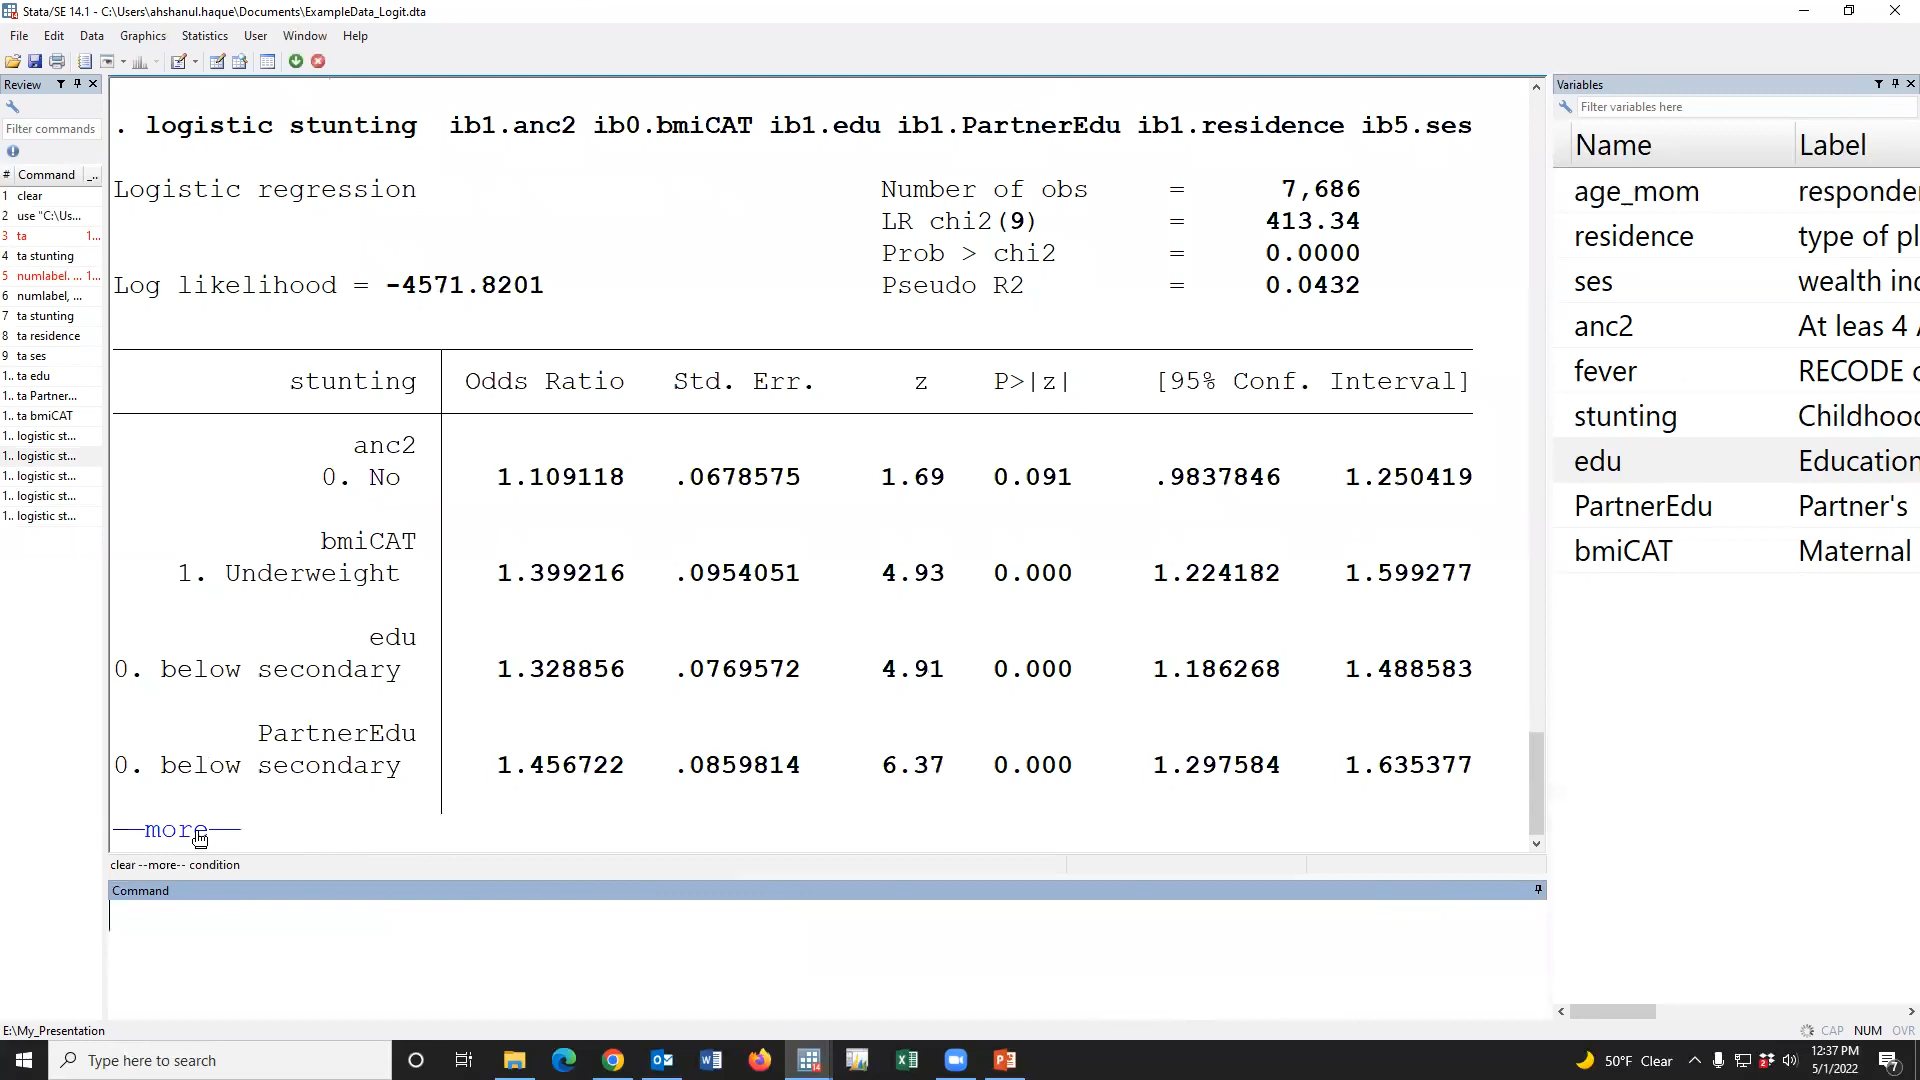 Stata/SE 14.1 - C:\Users\ahshanul.haque\Documents\ExampleData_Logit.dta
File Edit Data Graphics Statistics User Window Help
Review
Filter commands
# Command _..
1 clear
2 use "C:\Us...
3 ta 1...
4 ta stunting
5 numlabel. ... 1...
6 numlabel, ...
7 ta stunting
8 ta residence
9 ta ses
1.. ta edu
1.. ta Partner...
1.. ta bmiCAT
1.. logistic st...
1.. logistic st...
1.. logistic st...
1.. logistic st...
1.. logistic st...
. logistic stunting ib1.anc2 ib0.bmiCAT ib1.edu ib1.PartnerEdu ib1.residence ib5.ses
Logistic regression Number of obs = 7,686
LR chi2(9) = 413.34
Prob > chi2 = 0.0000
Log likelihood = -4571.8201 Pseudo R2 = 0.0432
stunting Odds Ratio Std. Err. z P>|z| [95% Conf. Interval]
anc2
0. No 1.109118 .0678575 1.69 0.091 .9837846 1.250419
bmiCAT
1. Underweight 1.399216 .0954051 4.93 0.000 1.224182 1.599277
edu
0. below secondary 1.328856 .0769572 4.91 0.000 1.186268 1.488583
PartnerEdu
0. below secondary 1.456722 .0859814 6.37 0.000 1.297584 1.635377
—more—
clear --more-- condition
Command
Variables
Filter variables here
Name Label
age_mom responde
residence type of pl
ses wealth inc
anc2 At leas 4 A
fever RECODE o
stunting Childhood
edu Education
PartnerEdu Partner's
bmiCAT Maternal
E:\My_Presentation CAP NUM OVR
Type here to search
50°F Clear
12:37 PM
5/1/2022
7